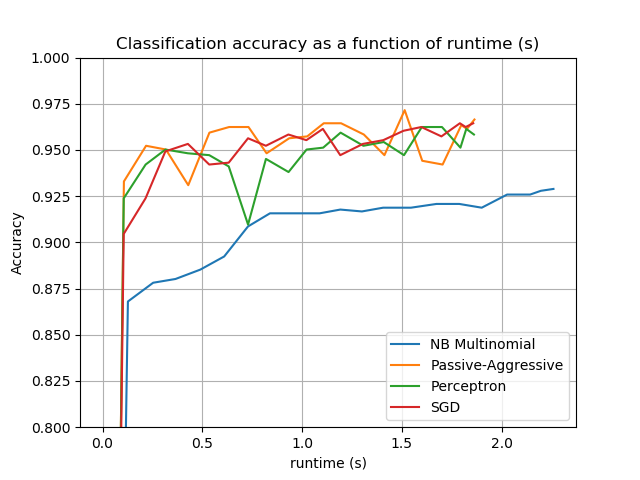 Classification accuracy as a function of runtime (s)
1.000
0.975
0.950
0.925
0.900
0.875
0.850
0.825
0.800
Accuracy
0.0 0.5 1.0 1.5 2.0
runtime (s)
NB Multinomial
Passive-Aggressive
Perceptron
SGD